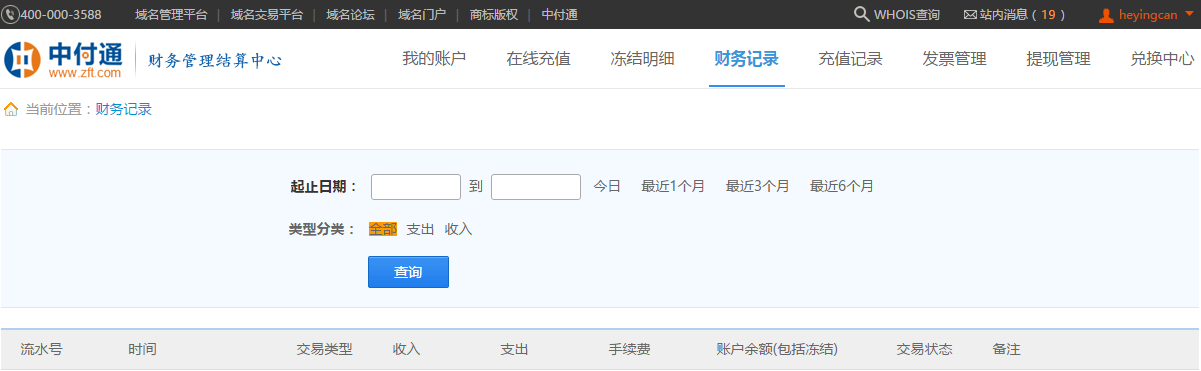 400-000-3588 域名管理平台 | 域名交易平台 | 域名论坛 | 域名门户 | 商标版权 | 中付通 WHOIS查询 站内消息（19） heyingcan
中付通 www.zft.com 财务管理结算中心 我的账户 在线充值 冻结明细 财务记录 充值记录 发票管理 提现管理 兑换中心
当前位置：财务记录
起止日期： 到 今日 最近1个月 最近3个月 最近6个月
类型分类： 全部 支出 收入
查询
流水号 时间 交易类型 收入 支出 手续费 账户余额(包括冻结) 交易状态 备注